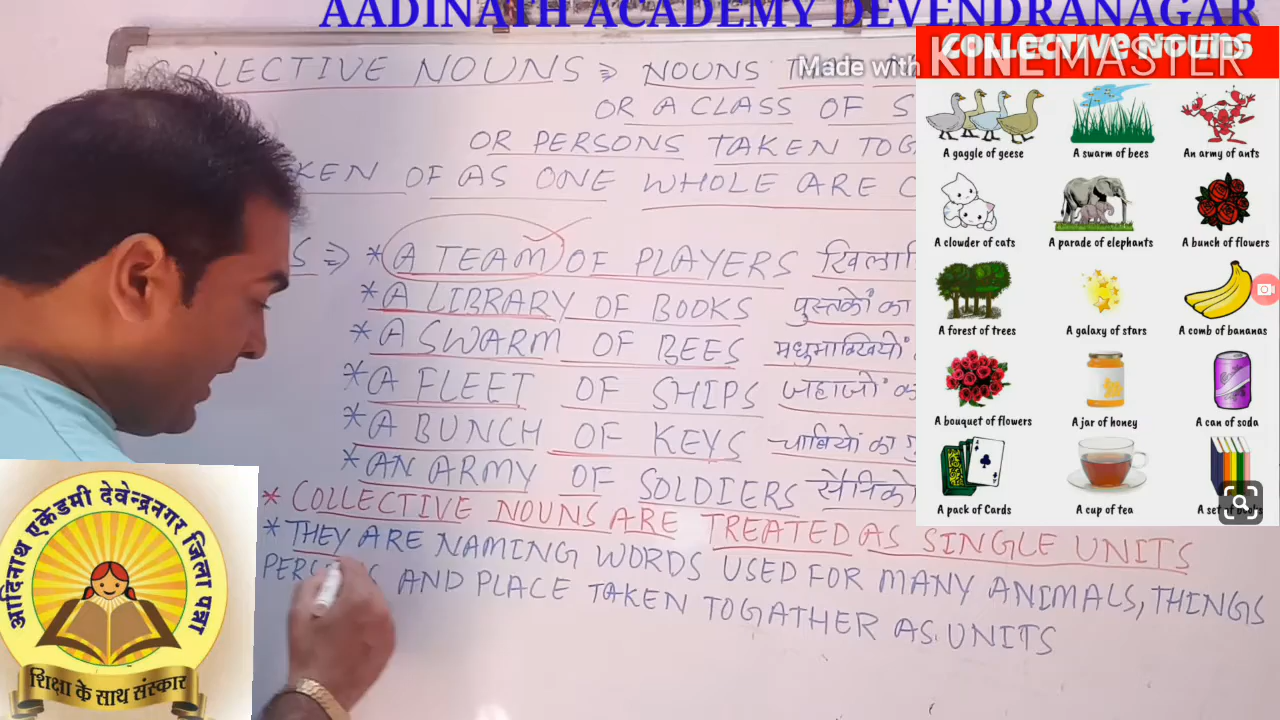 AADINATH ACADEMY DEVENDRANAGAR
Made with KINEMASTER
COLLECTIVE NOUNS
COLLECTIVE NOUNS ⇒ NOUNS
OR A CLASS OF S
OR PERSONS TAKEN TOG
KEN OF AS ONE WHOLE ARE C
S ⇒ * A TEAM OF PLAYERS
* A LIBRARY OF BOOKS पुस्तकों का
* A SWARM OF BEES मधुमाख्खियों
* A FLEET OF SHIPS जहाजों क
* A BUNCH OF KEYS चाबियों का
* AN ARMY OF SOLDIERS सैनिको
* COLLECTIVE NOUNS ARE TREATED AS SINGLE UNITS
* THEY ARE NAMING WORDS USED FOR MANY ANIMALS, THINGS
AND PLACE TAKEN TOGATHER AS UNITS
A gaggle of geese A swarm of bees An army of ants
A clowder of cats A parade of elephants A bunch of flowers
A forest of trees A galaxy of stars A comb of bananas
A bouquet of flowers A jar of honey A can of soda
A pack of Cards A cup of tea A set of books
आदिनाथ एकेडमी देवेन्द्रनगर जिला पन्ना
शिक्षा के साथ संस्कार